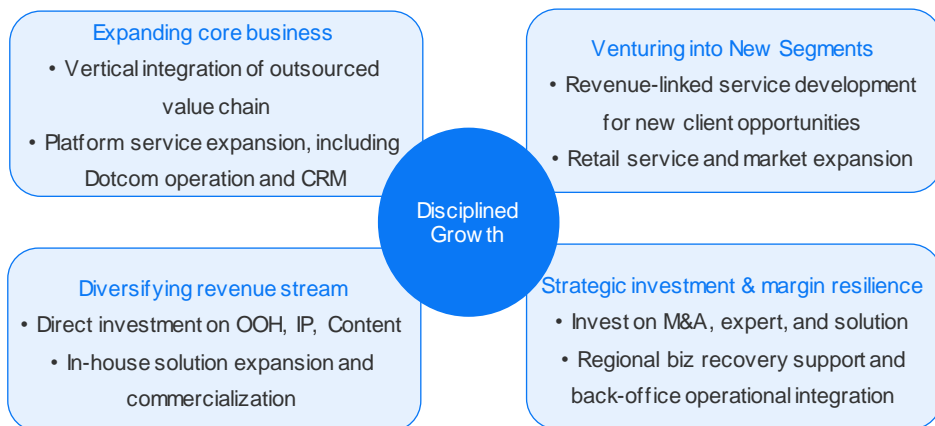 Expanding core business
• Vertical integration of outsourced
value chain
• Platform service expansion, including
Dotcom operation and CRM
Venturing into New Segments
• Revenue-linked service development
for new client opportunities
• Retail service and market expansion
Disciplined
Growth
Diversifying revenue stream
• Direct investment on OOH, IP, Content
• In-house solution expansion and
commercialization
Strategic investment & margin resilience
• Invest on M&A, expert, and solution
• Regional biz recovery support and
back-office operational integration